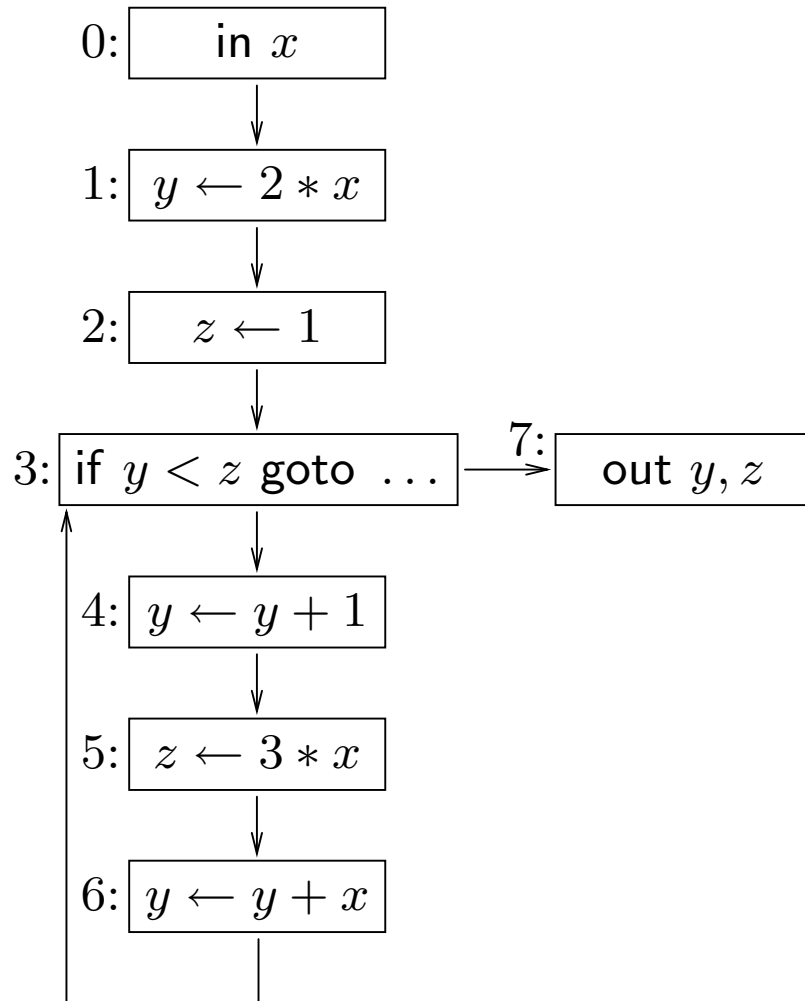 0: in x
1: y ← 2 ∗ x
2: z ← 1
3: if y < z goto …
7: out y, z
4: y ← y + 1
5: z ← 3 ∗ x
6: y ← y + x